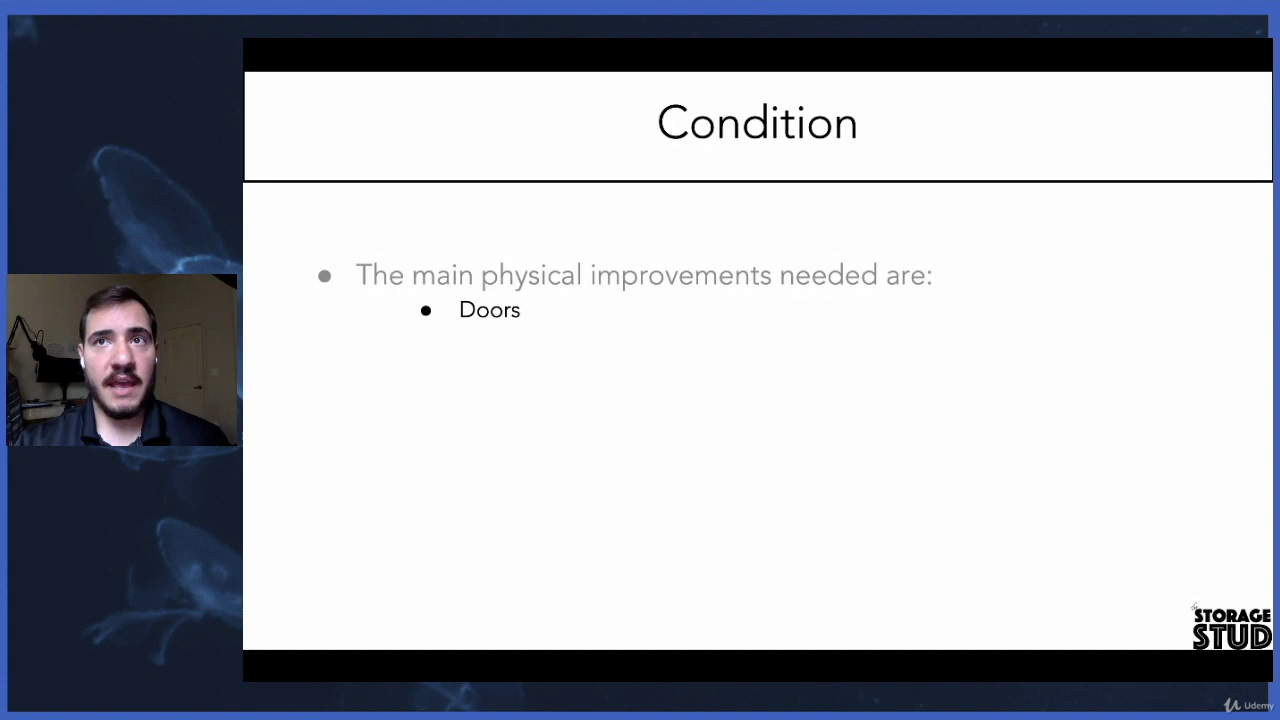 Condition
The main physical improvements needed are:
Doors
STORAGE
STUD
Udemy